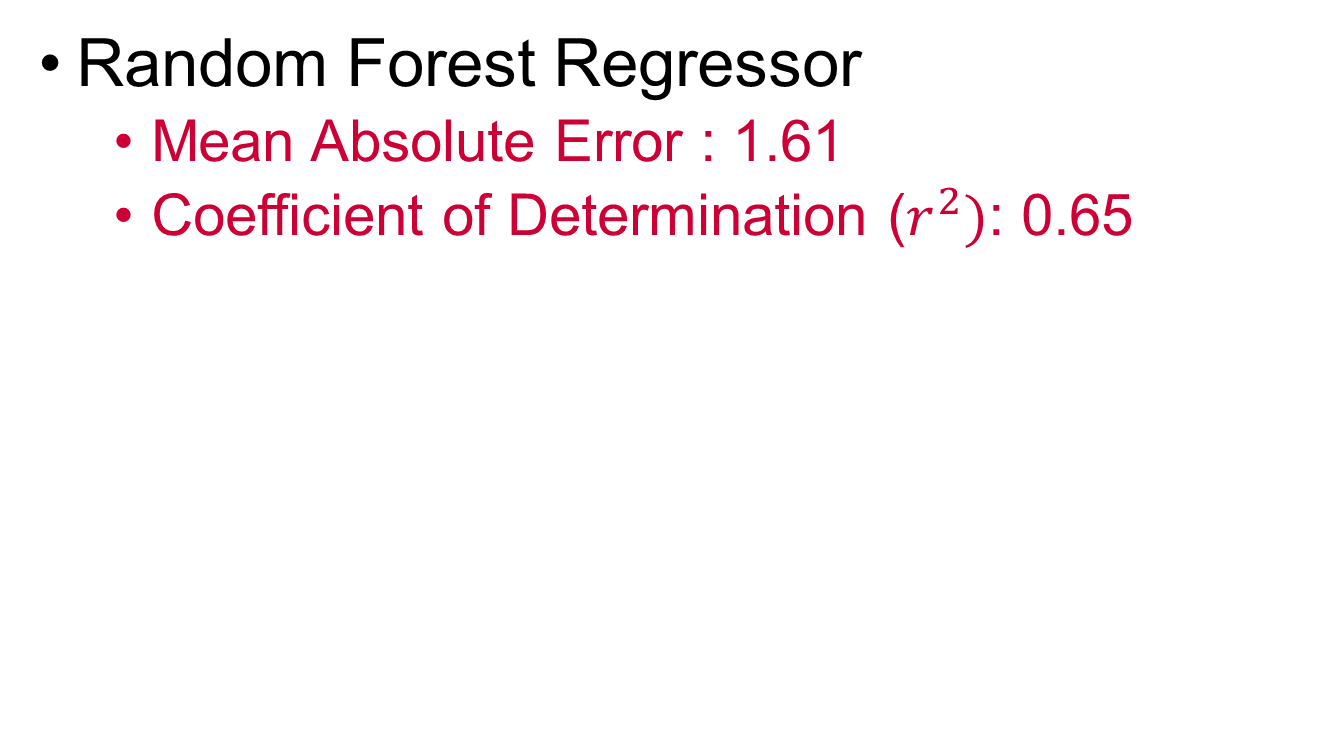 • Random Forest Regressor
• Mean Absolute Error : 1.61
• Coefficient of Determination (𝑟²): 0.65